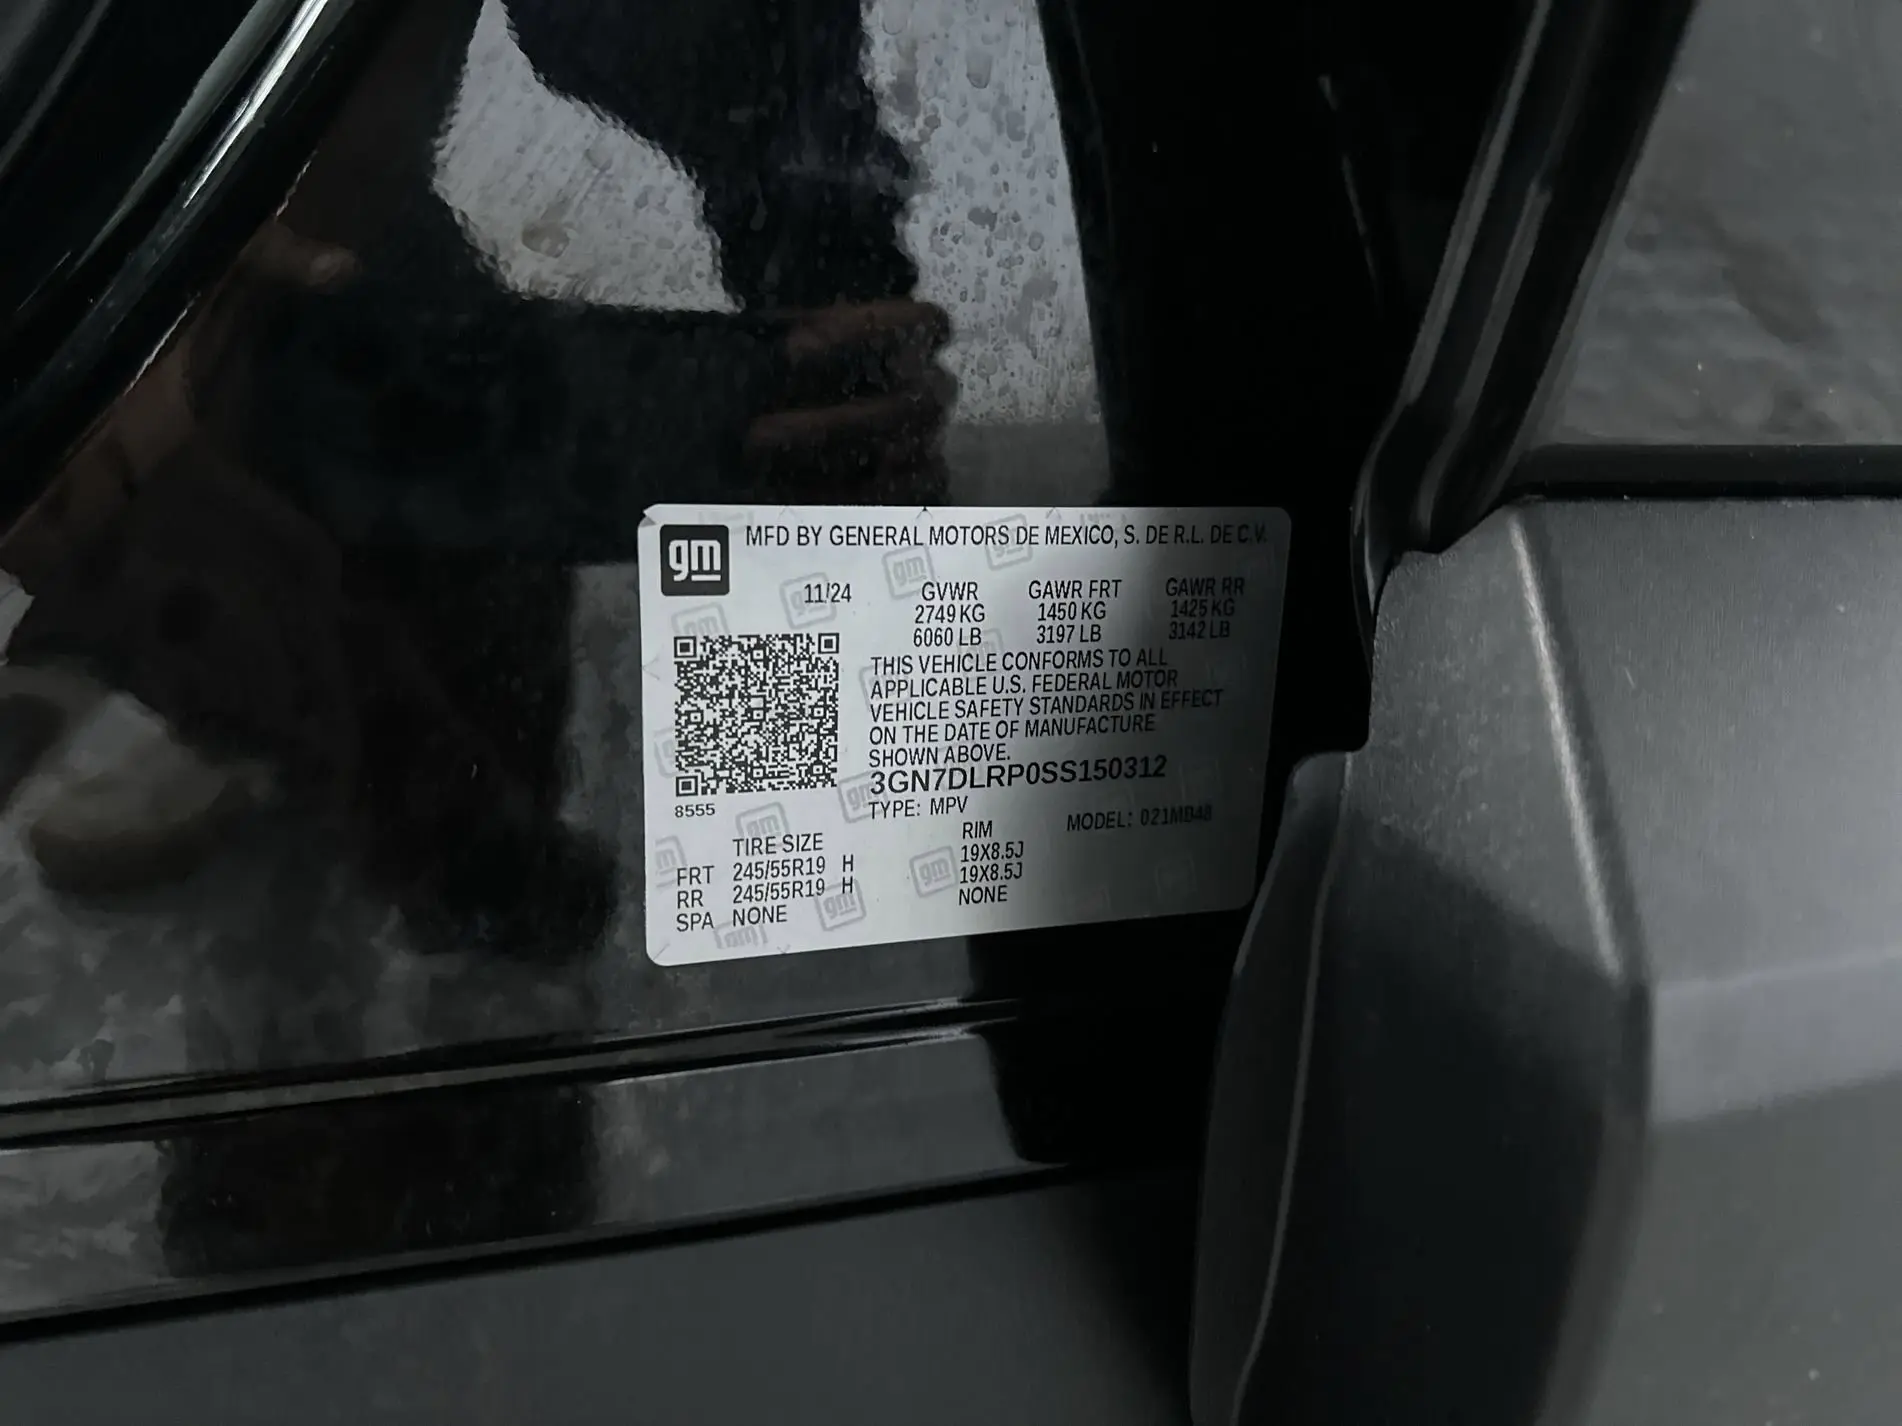 gm
MFD BY GENERAL MOTORS DE MEXICO, S. DE R.L. DE C.V.
11/24 GVWR GAWR FRT GAWR RR
2749 KG 1450 KG 1425 KG
6060 LB 3197 LB 3142 LB
THIS VEHICLE CONFORMS TO ALL
APPLICABLE U.S. FEDERAL MOTOR
VEHICLE SAFETY STANDARDS IN EFFECT
ON THE DATE OF MANUFACTURE
SHOWN ABOVE.
3GN7DLRP0SS150312
8555
TYPE: MPV MODEL: 021MB48
TIRE SIZE RIM
FRT 245/55R19 H 19X8.5J
RR 245/55R19 H 19X8.5J
SPA NONE NONE